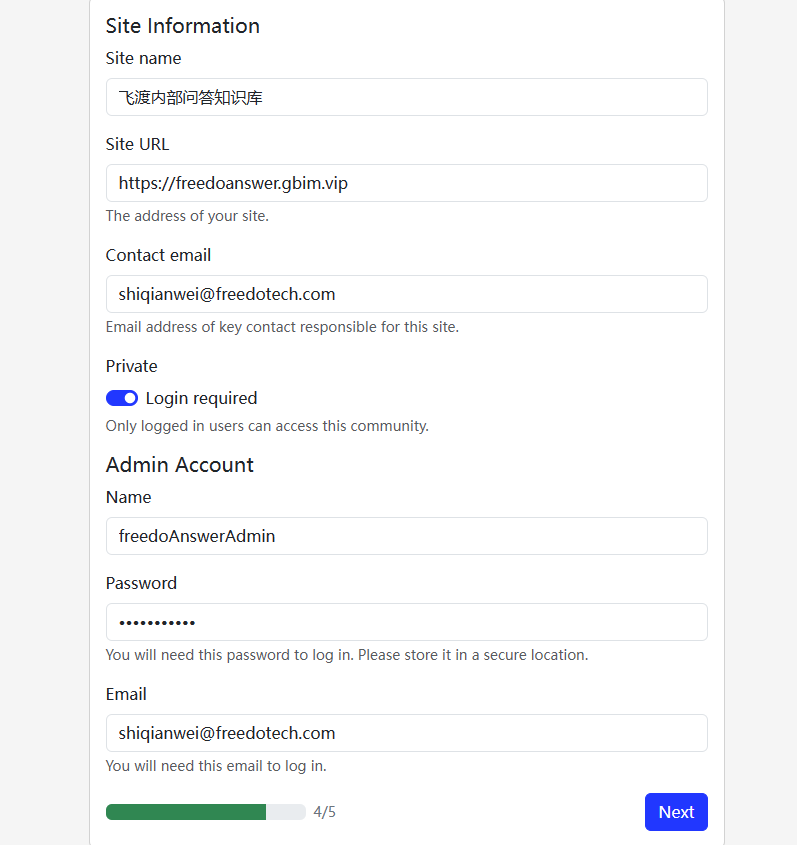 Site Information
Site name
飞渡内部问答知识库
Site URL
https://freedoanswer.gbim.vip
The address of your site.
Contact email
shiqianwei@freedotech.com
Email address of key contact responsible for this site.
Private
Login required
Only logged in users can access this community.
Admin Account
Name
freedoAnswerAdmin
Password
•••••••••••
You will need this password to log in. Please store it in a secure location.
Email
shiqianwei@freedotech.com
You will need this email to log in.
4/5
Next